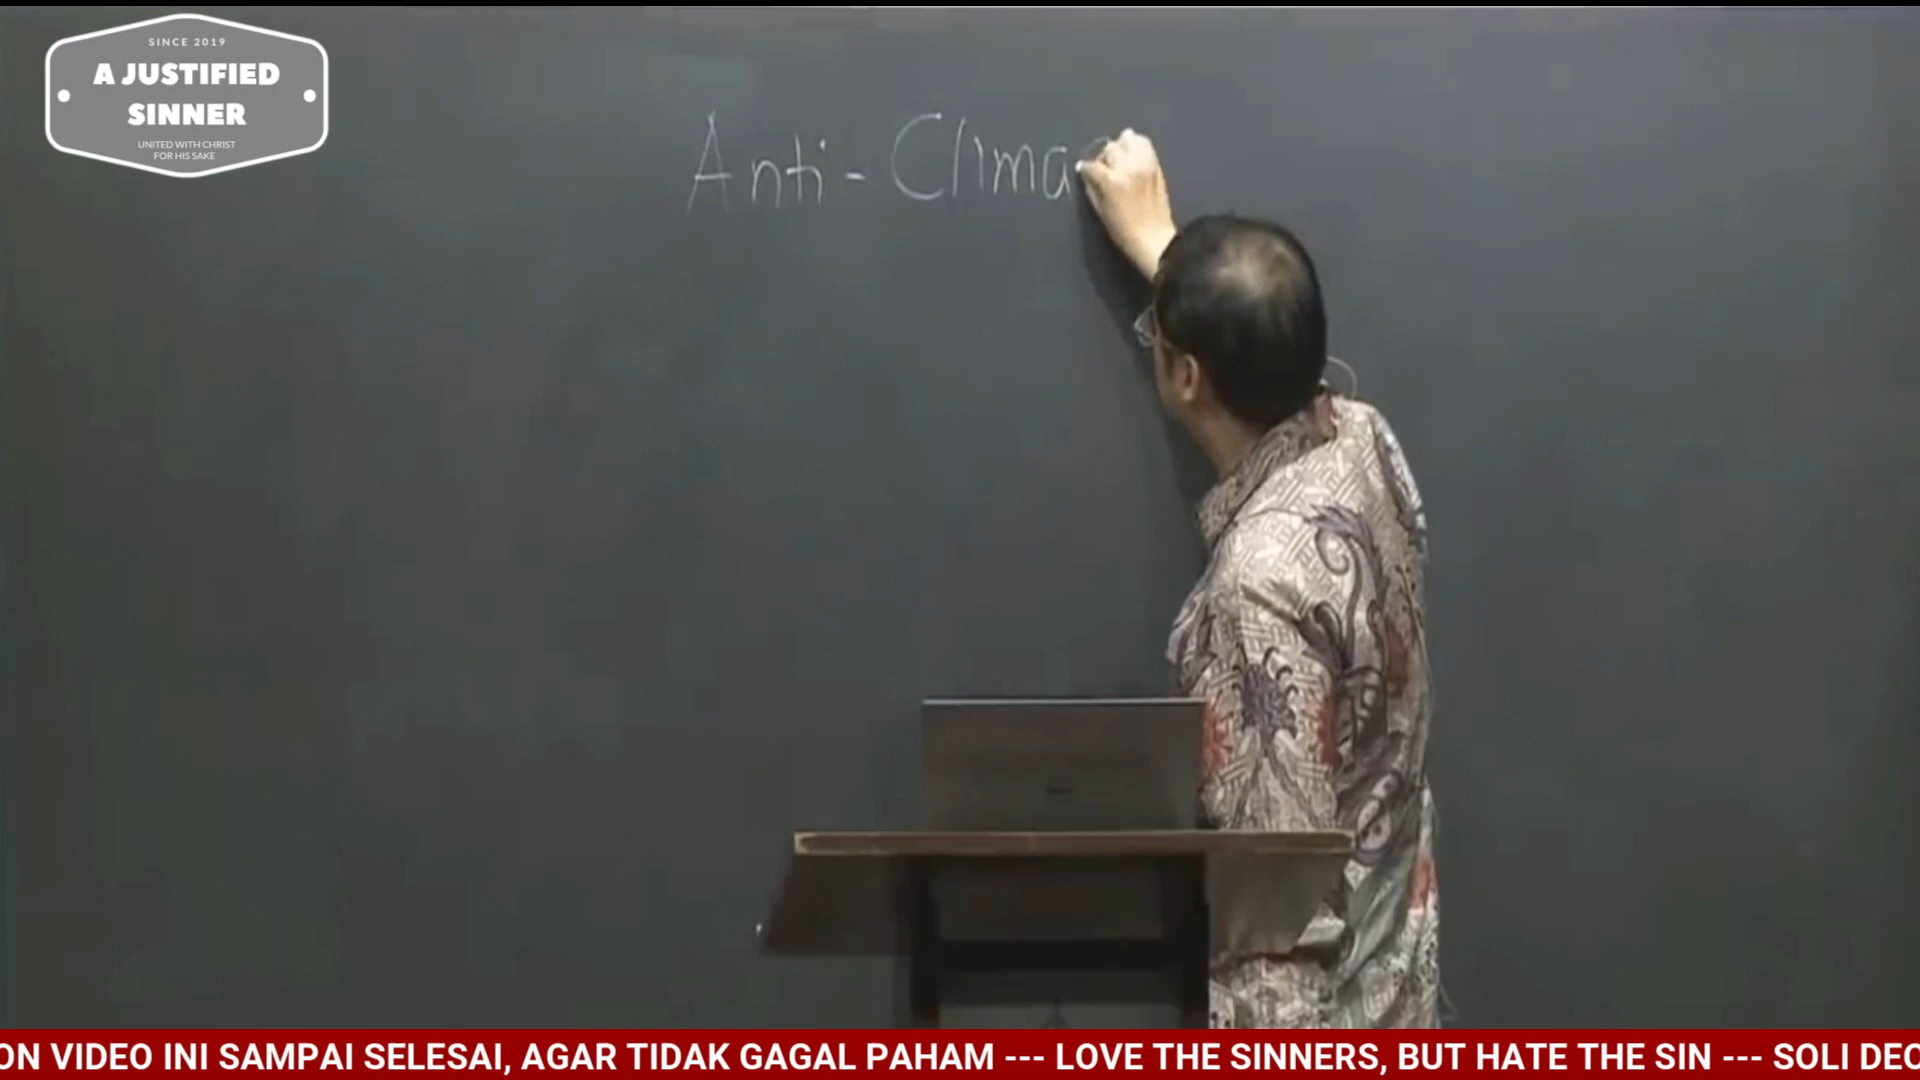 SINCE 2019
A JUSTIFIED
SINNER
UNITED WITH CHRIST
FOR HIS SAKE
Anti-Clima
ON VIDEO INI SAMPAI SELESAI, AGAR TIDAK GAGAL PAHAM --- LOVE THE SINNERS, BUT HATE THE SIN --- SOLI DEO